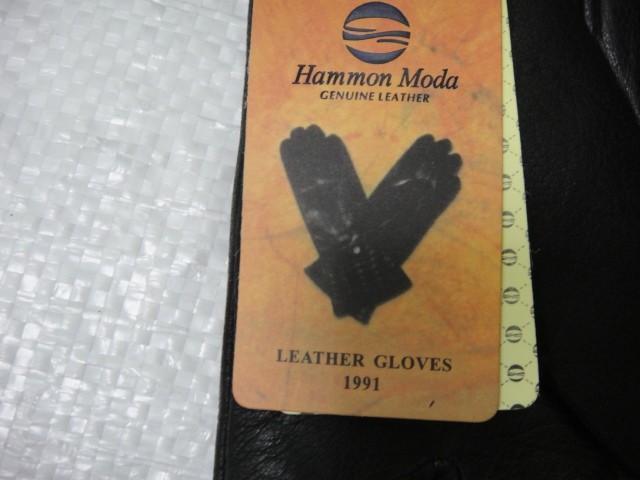 Hammon Moda
GENUINE LEATHER
LEATHER GLOVES
1991